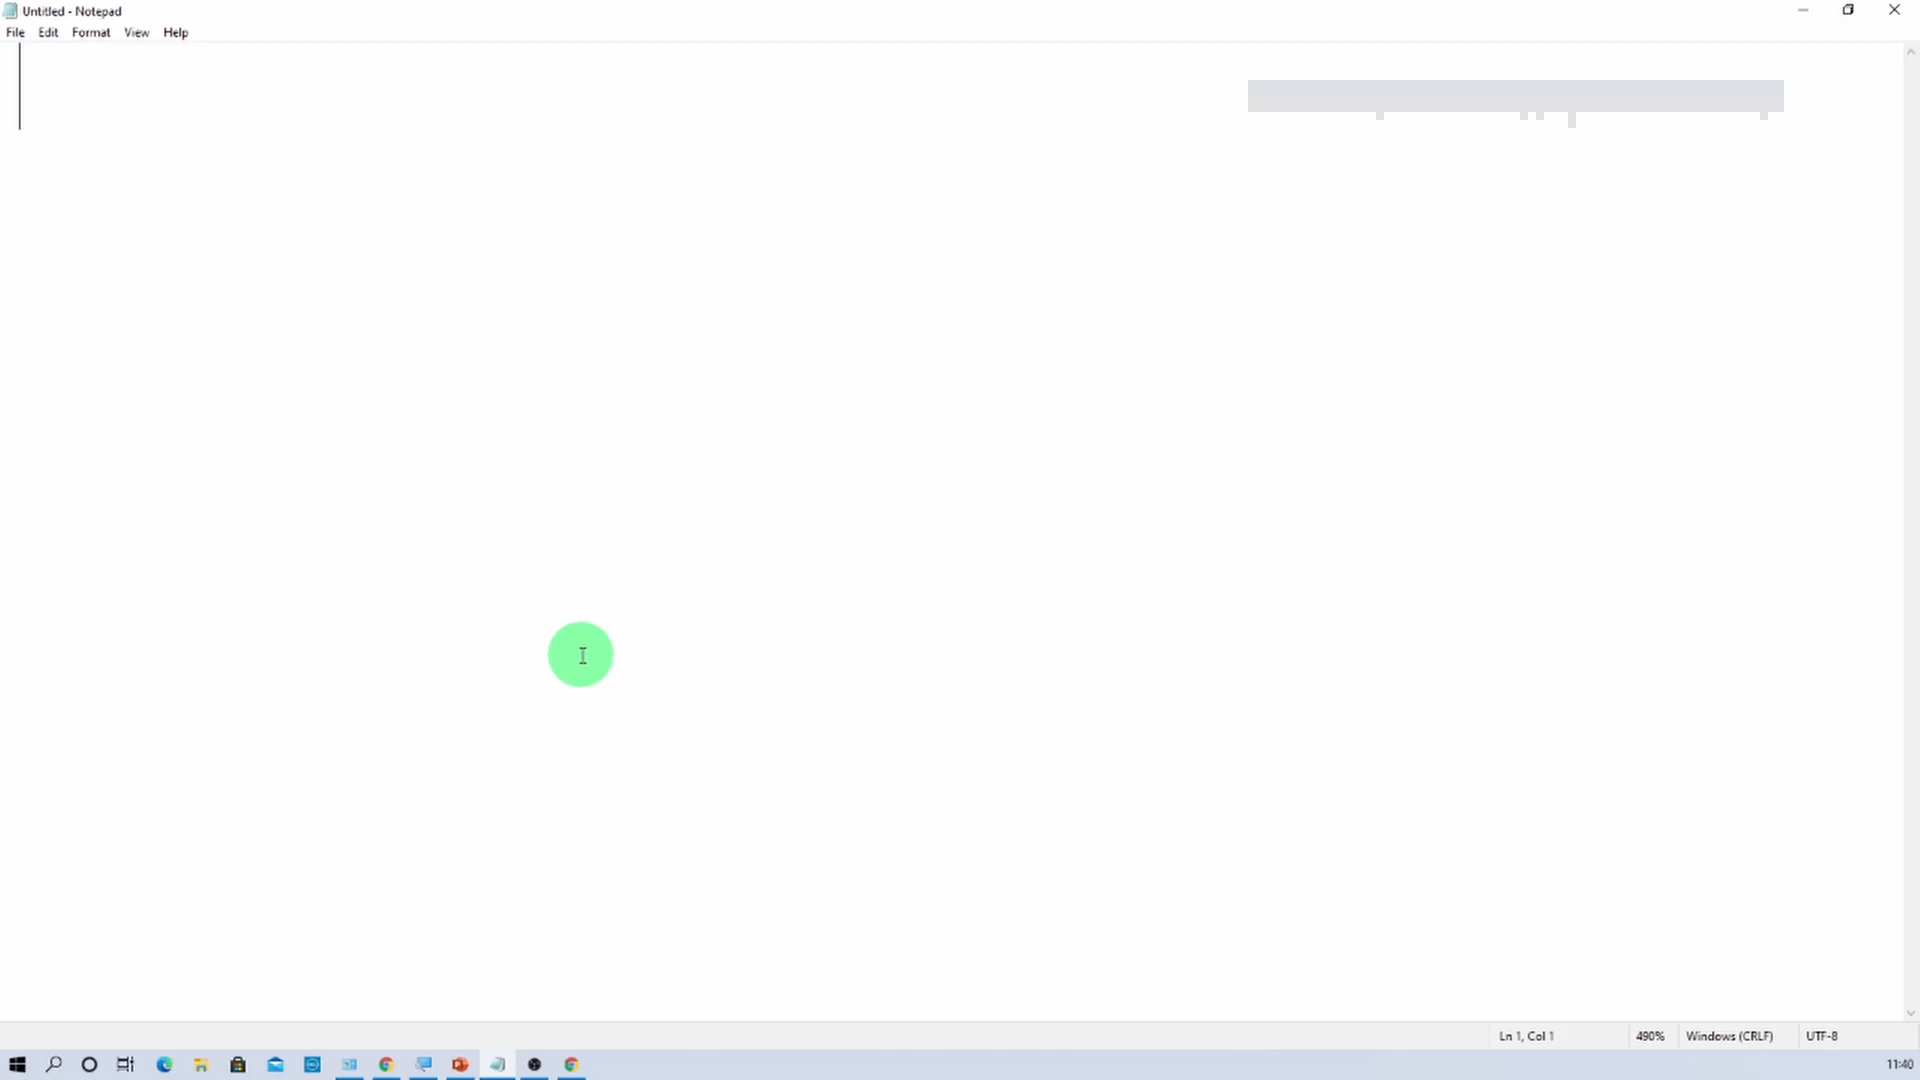 Untitled - Notepad
File Edit Format View Help
Ln 1, Col 1 490% Windows (CRLF) UTF-8
11:40